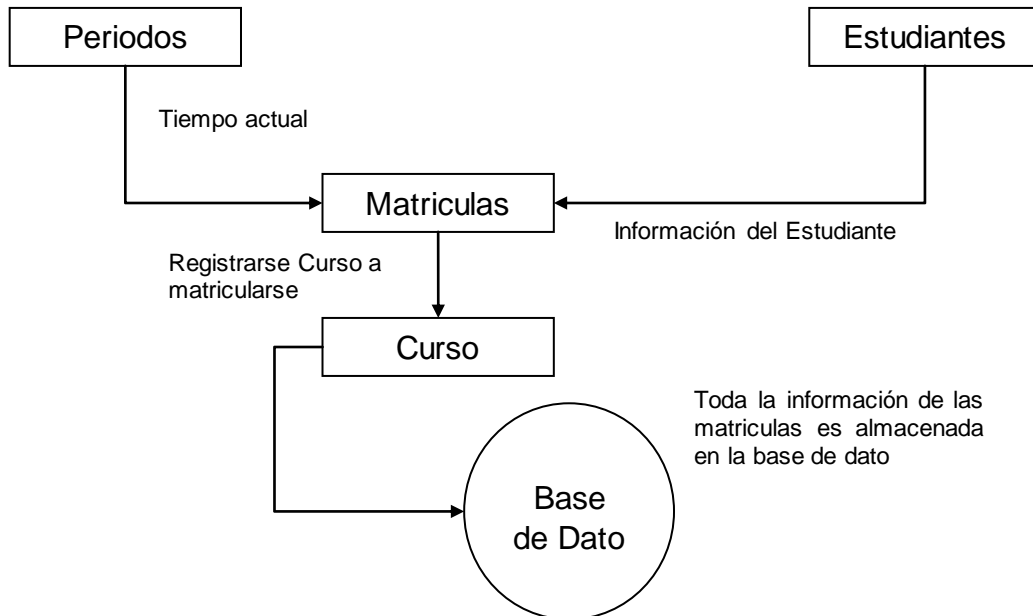 Periodos
Estudiantes
Tiempo actual
Matriculas
Información del Estudiante
Registrarse Curso a
matricularse
Curso
Toda la información de las
matriculas es almacenada
en la base de dato
Base
de Dato